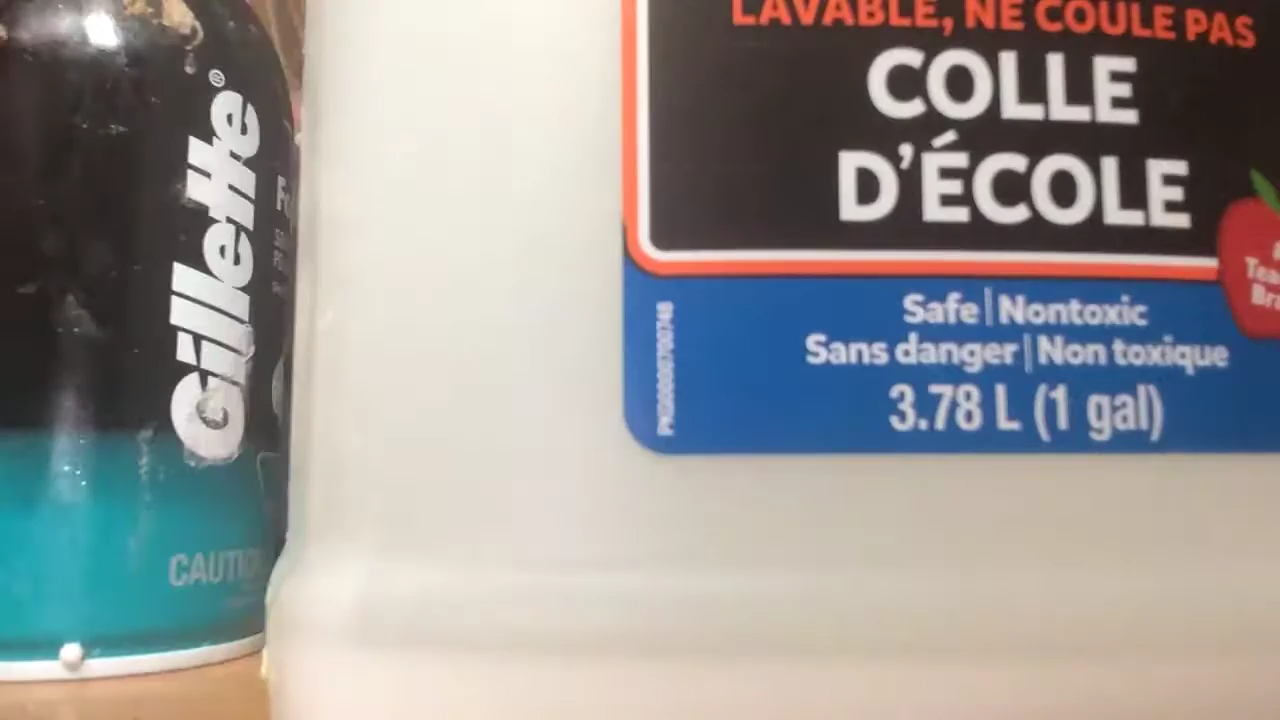 Gillette®
CAUTION
LAVABLE, NE COULE PAS
COLLE
D'ÉCOLE
Safe | Nontoxic
Sans danger | Non toxique
3.78 L (1 gal)